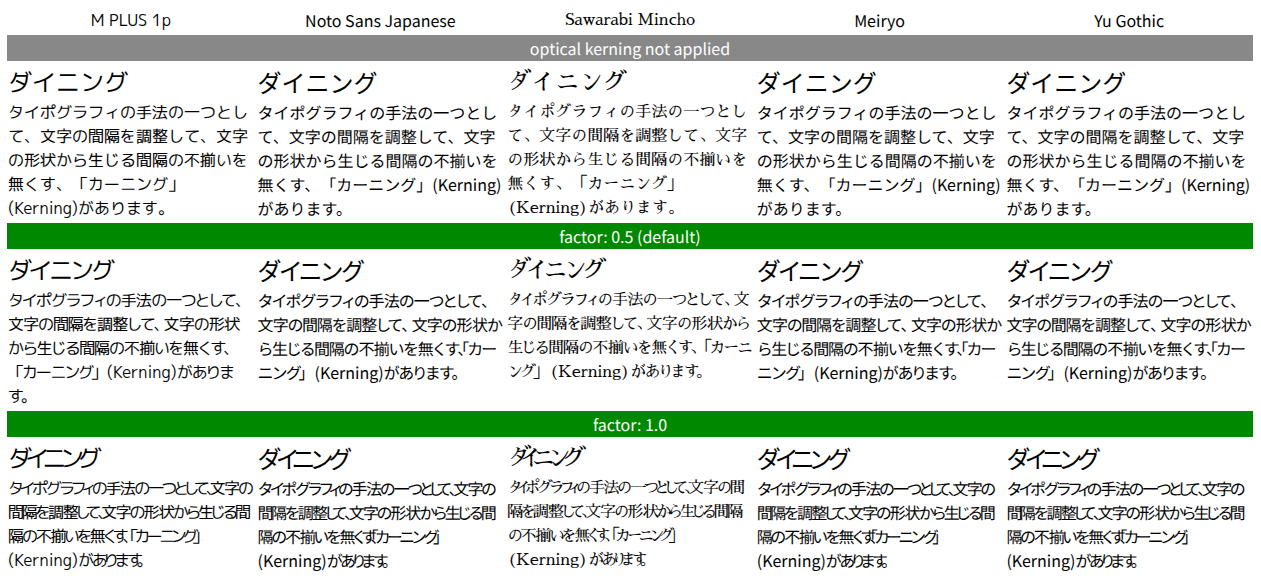 M PLUS 1p
Noto Sans Japanese
Sawarabi Mincho
Meiryo
Yu Gothic
optical kerning not applied
ダイニング
タイポグラフィの手法の一つとし
て、文字の間隔を調整して、文字
の形状から生じる間隔の不揃いを
無くす、「カーニング」
(Kerning)があります。
ダイニング
タイポグラフィの手法の一つとし
て、文字の間隔を調整して、文字
の形状から生じる間隔の不揃いを
無くす、「カーニング」(Kerning)
があります。
ダイニング
タイポグラフィの手法の一つとし
て、文字の間隔を調整して、文字
の形状から生じる間隔の不揃いを
無くす、「カーニング」
(Kerning)があります。
ダイニング
タイポグラフィの手法の一つとし
て、文字の間隔を調整して、文字
の形状から生じる間隔の不揃いを
無くす、「カーニング」(Kerning)
があります。
ダイニング
タイポグラフィの手法の一つとし
て、文字の間隔を調整して、文字
の形状から生じる間隔の不揃いを
無くす、「カーニング」(Kerning)
があります。
factor: 0.5 (default)
ダイニング
タイポグラフィの手法の一つとして、
文字の間隔を調整して、文字の形状
から生じる間隔の不揃いを無くす、
「カーニング」(Kerning)がありま
す。
ダイニング
タイポグラフィの手法の一つとして、
文字の間隔を調整して、文字の形状か
ら生じる間隔の不揃いを無くす、「カー
ニング」(Kerning)があります。
ダイニング
タイポグラフィの手法の一つとして、文
字の間隔を調整して、文字の形状から
生じる間隔の不揃いを無くす、「カーニ
ング」(Kerning)があります。
ダイニング
タイポグラフィの手法の一つとして、
文字の間隔を調整して、文字の形状か
ら生じる間隔の不揃いを無くす、「カー
ニング」(Kerning)があります。
ダイニング
タイポグラフィの手法の一つとして、
文字の間隔を調整して、文字の形状か
ら生じる間隔の不揃いを無くす、「カー
ニング」(Kerning)があります。
factor: 1.0
ダイニング
タイポグラフィの手法の一つとして、文字の
間隔を調整して、文字の形状から生じる間
隔の不揃いを無くす、「カーニング」
(Kerning)があります。
ダイニング
タイポグラフィの手法の一つとして、文字の
間隔を調整して、文字の形状から生じる間
隔の不揃いを無くす、「カーニング」
(Kerning)があります。
ダイニング
タイポグラフィの手法の一つとして、文字の間
隔を調整して、文字の形状から生じる間隔
の不揃いを無くす、「カーニング」
(Kerning)があります。
ダイニング
タイポグラフィの手法の一つとして、文字の
間隔を調整して、文字の形状から生じる間
隔の不揃いを無くす、「カーニング」
(Kerning)があります。
ダイニング
タイポグラフィの手法の一つとして、文字の
間隔を調整して、文字の形状から生じる間
隔の不揃いを無くす、「カーニング」
(Kerning)があります。